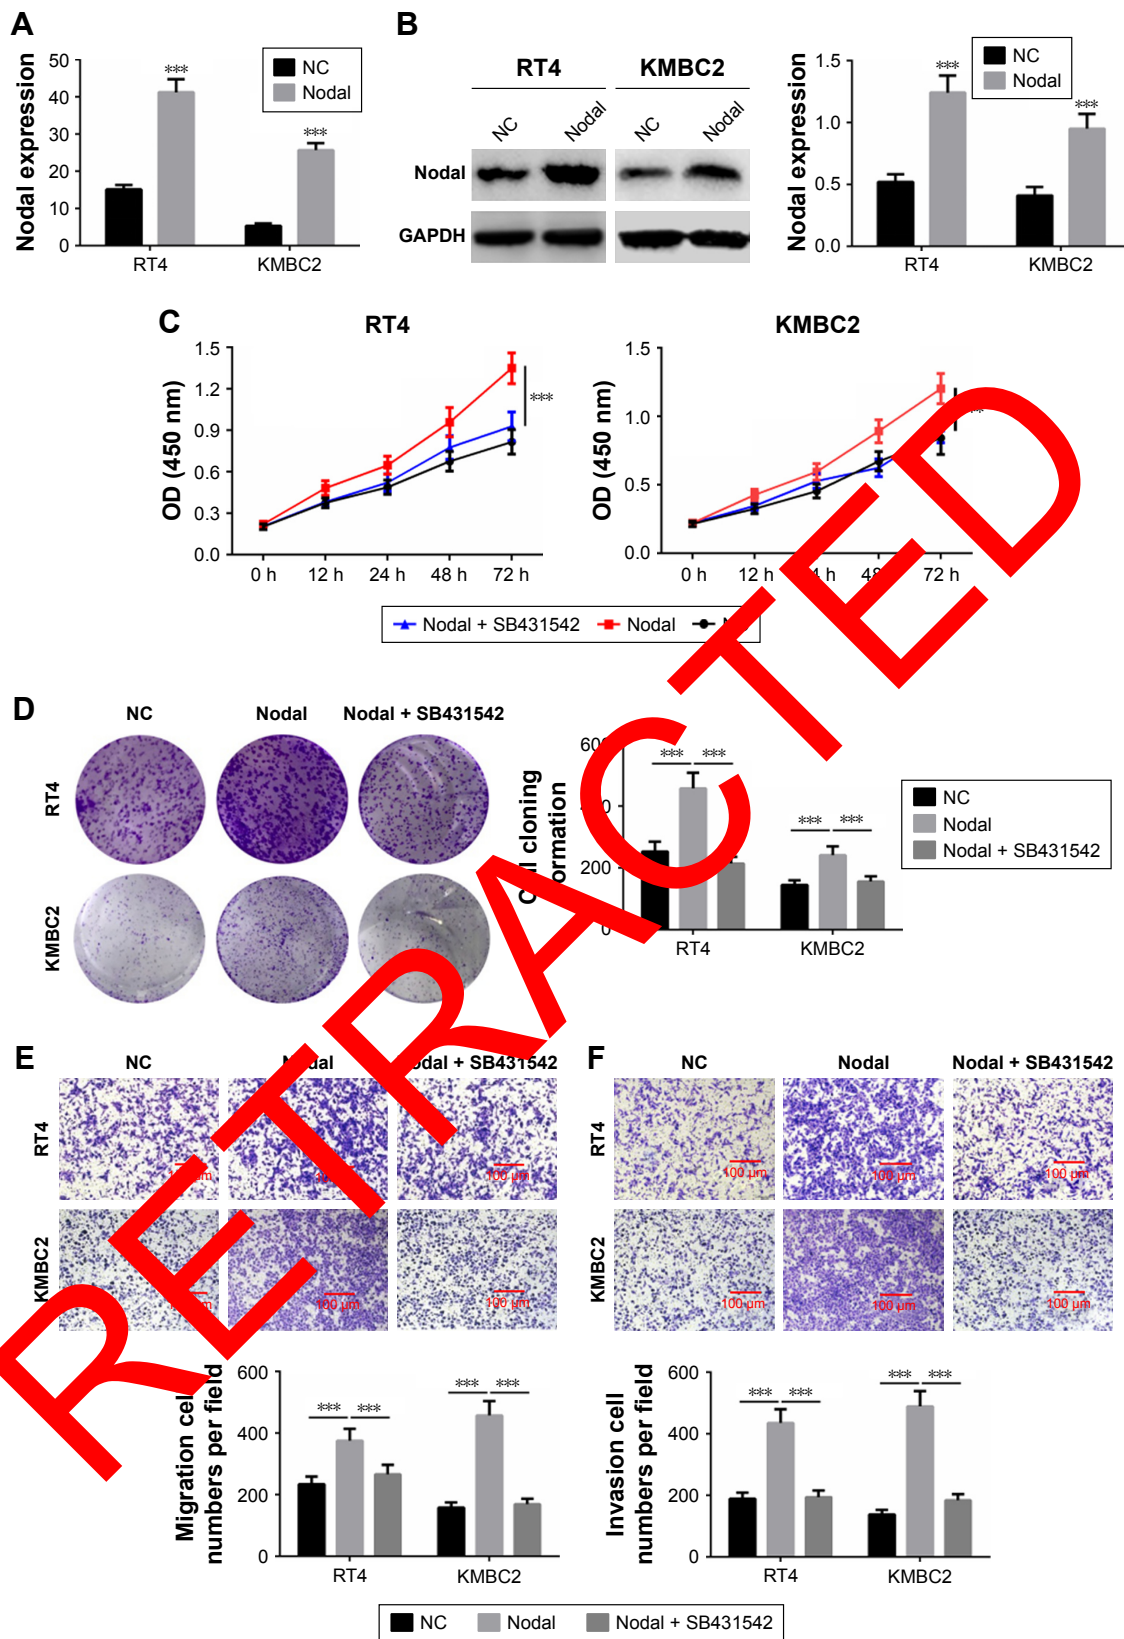 A
Nodal expression
50
40
30
20
10
0
***
***
NC
Nodal
RT4
KMBC2
B
RT4
KMBC2
NC
Nodal
NC
Nodal
Nodal
GAPDH
Nodal expression
1.5
1.0
0.5
0.0
***
***
NC
Nodal
RT4
KMBC2
C
RT4
OD (450 nm)
1.5
1.2
0.9
0.6
0.3
0.0
***
0 h
12 h
24 h
48 h
72 h
KMBC2
OD (450 nm)
1.5
1.0
0.5
0.0
0 h
12 h
72 h
Nodal + SB431542
Nodal
RETRACTED
D
NC
Nodal
Nodal + SB431542
RT4
KMBC2
cloning
200
0
***
***
***
***
RT4
KMBC2
NC
Nodal
Nodal + SB431542
E
NC
+ SB431542
RT4
100 µm
KMBC2
100 µm
100 µm
Migration cell
numbers per field
600
400
200
0
***
***
***
***
RT4
KMBC2
F
NC
Nodal
Nodal + SB431542
RT4
100 µm
100 µm
100 µm
KMBC2
100 µm
100 µm
100 µm
Invasion cell
numbers per field
600
400
200
0
***
***
***
***
RT4
KMBC2
NC
Nodal
Nodal + SB431542